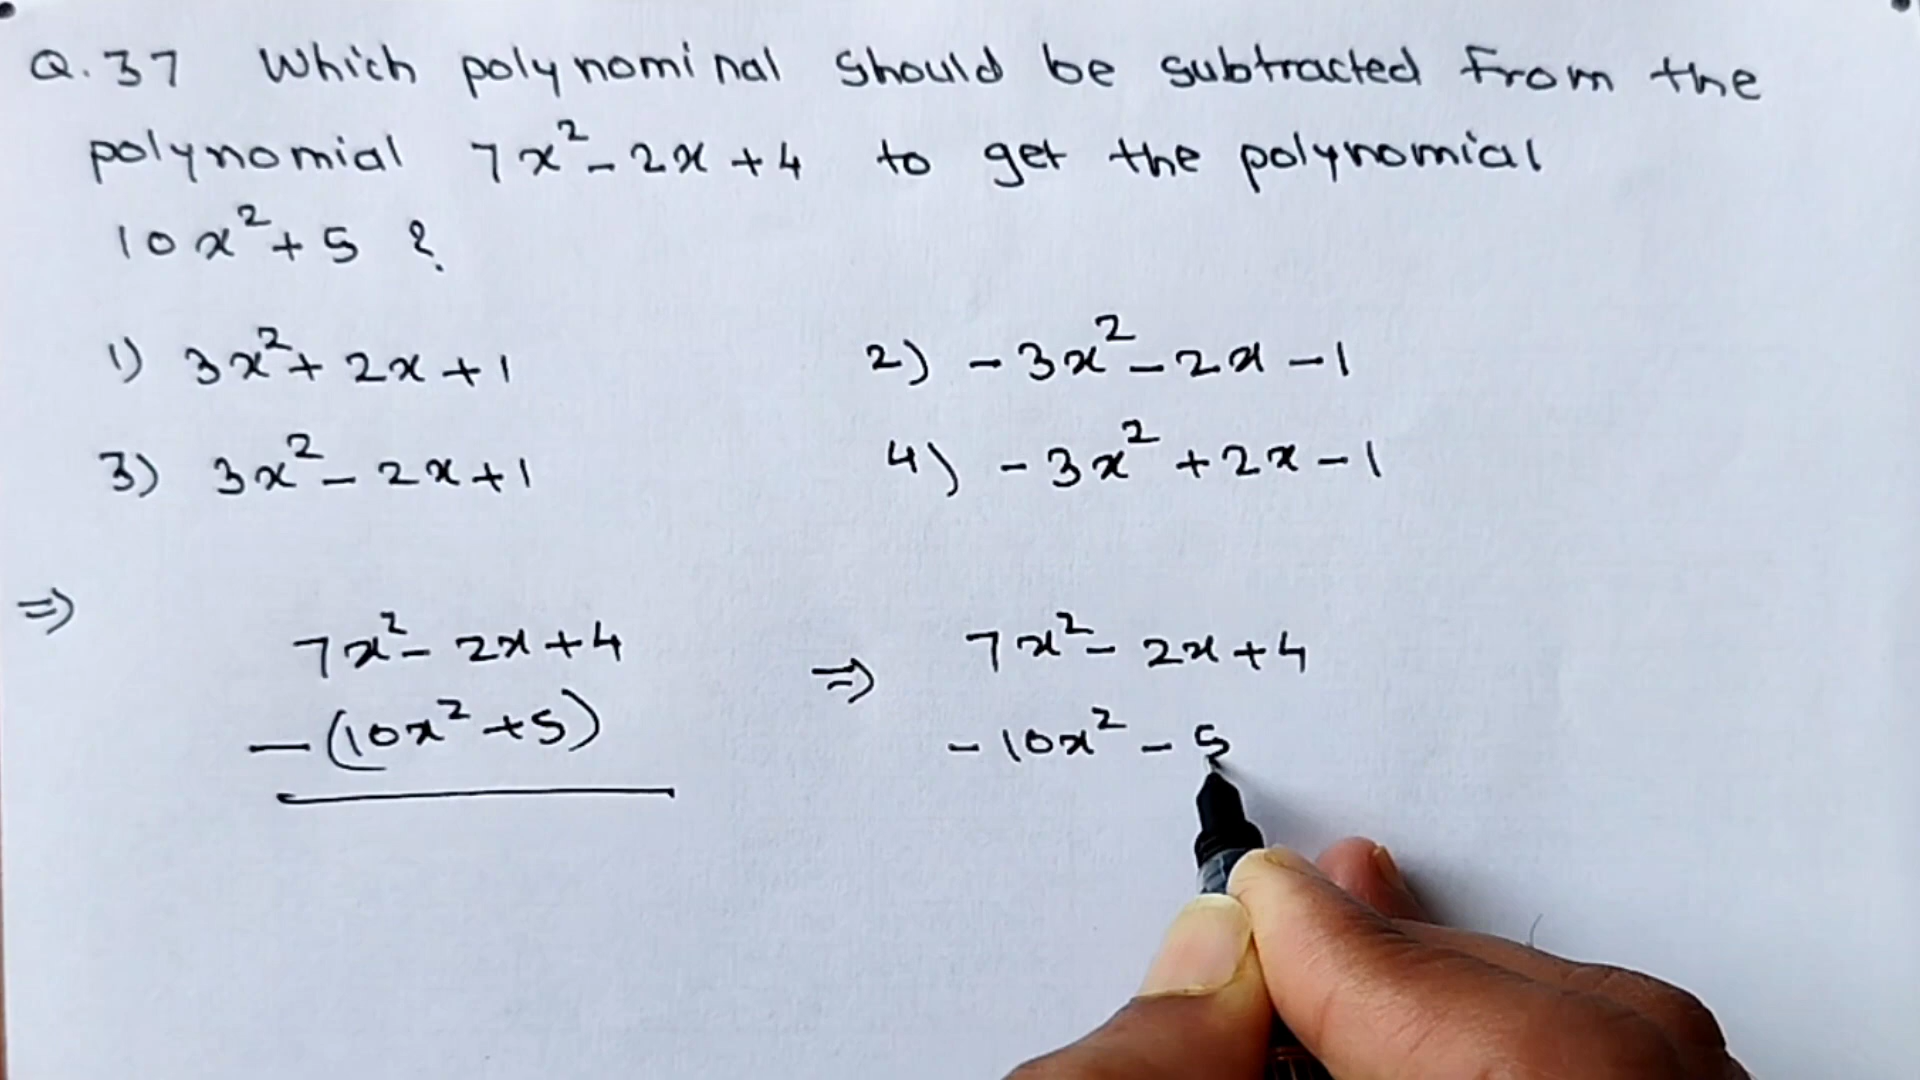 Q.37 Which polynominal should be subtracted from the
polynomial 7x² - 2x + 4 to get the polynomial
10x² + 5 ?
1) 3x² + 2x + 1 2) - 3x² - 2x - 1
3) 3x² - 2x + 1 4) - 3x² + 2x - 1
⇒ 7x² - 2x + 4 ⇒ 7x² - 2x + 4
- (10x² + 5) - 10x² - 5